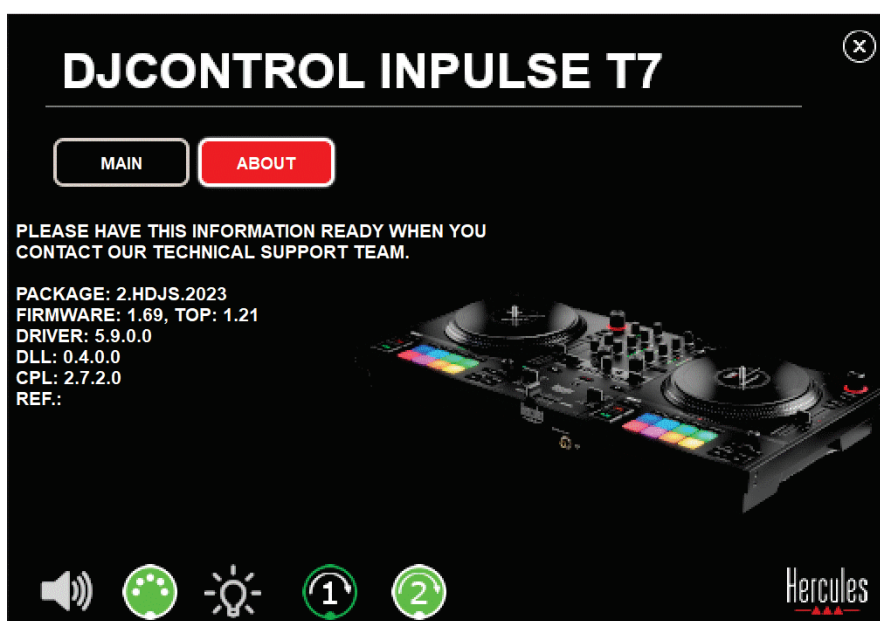 DJCONTROL INPULSE T7
MAIN
ABOUT
PLEASE HAVE THIS INFORMATION READY WHEN YOU
CONTACT OUR TECHNICAL SUPPORT TEAM.
PACKAGE: 2.HDJS.2023
FIRMWARE: 1.69, TOP: 1.21
DRIVER: 5.9.0.0
DLL: 0.4.0.0
CPL: 2.7.2.0
REF.:
1
2
Hercules